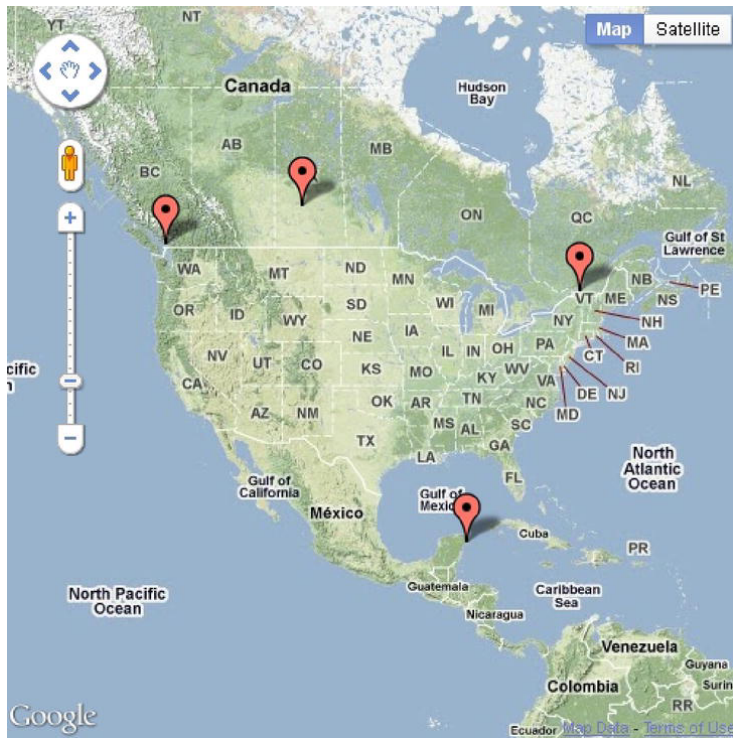 YT
NT
Map
Satellite
Canada
Hudson
Bay
AB
MB
BC
NL
ON
QC
Gulf of St
Lawrence
WA
MT
ND
MN
NB
PE
VT
ME
NS
OR
ID
SD
WI
MI
WY
NY
NH
IA
NE
MA
PA
NV
UT
CO
IL
IN
OH
CT
RI
cific
KS
MO
WV
KY
VA
CA
DE
NJ
OK
AR
TN
NC
MD
AZ
NM
MS
AL
SC
TX
GA
LA
FL
North
Atlantic
Ocean
Gulf of
California
Gulf of
Mexic
México
Cuba
PR
Guatemala
Caribbean
Sea
North Pacific
Ocean
Nicaragua
Venezuela
Guyana
Colombia
Surin
RR
Google
Ecuador
Map Data - Terms of Use